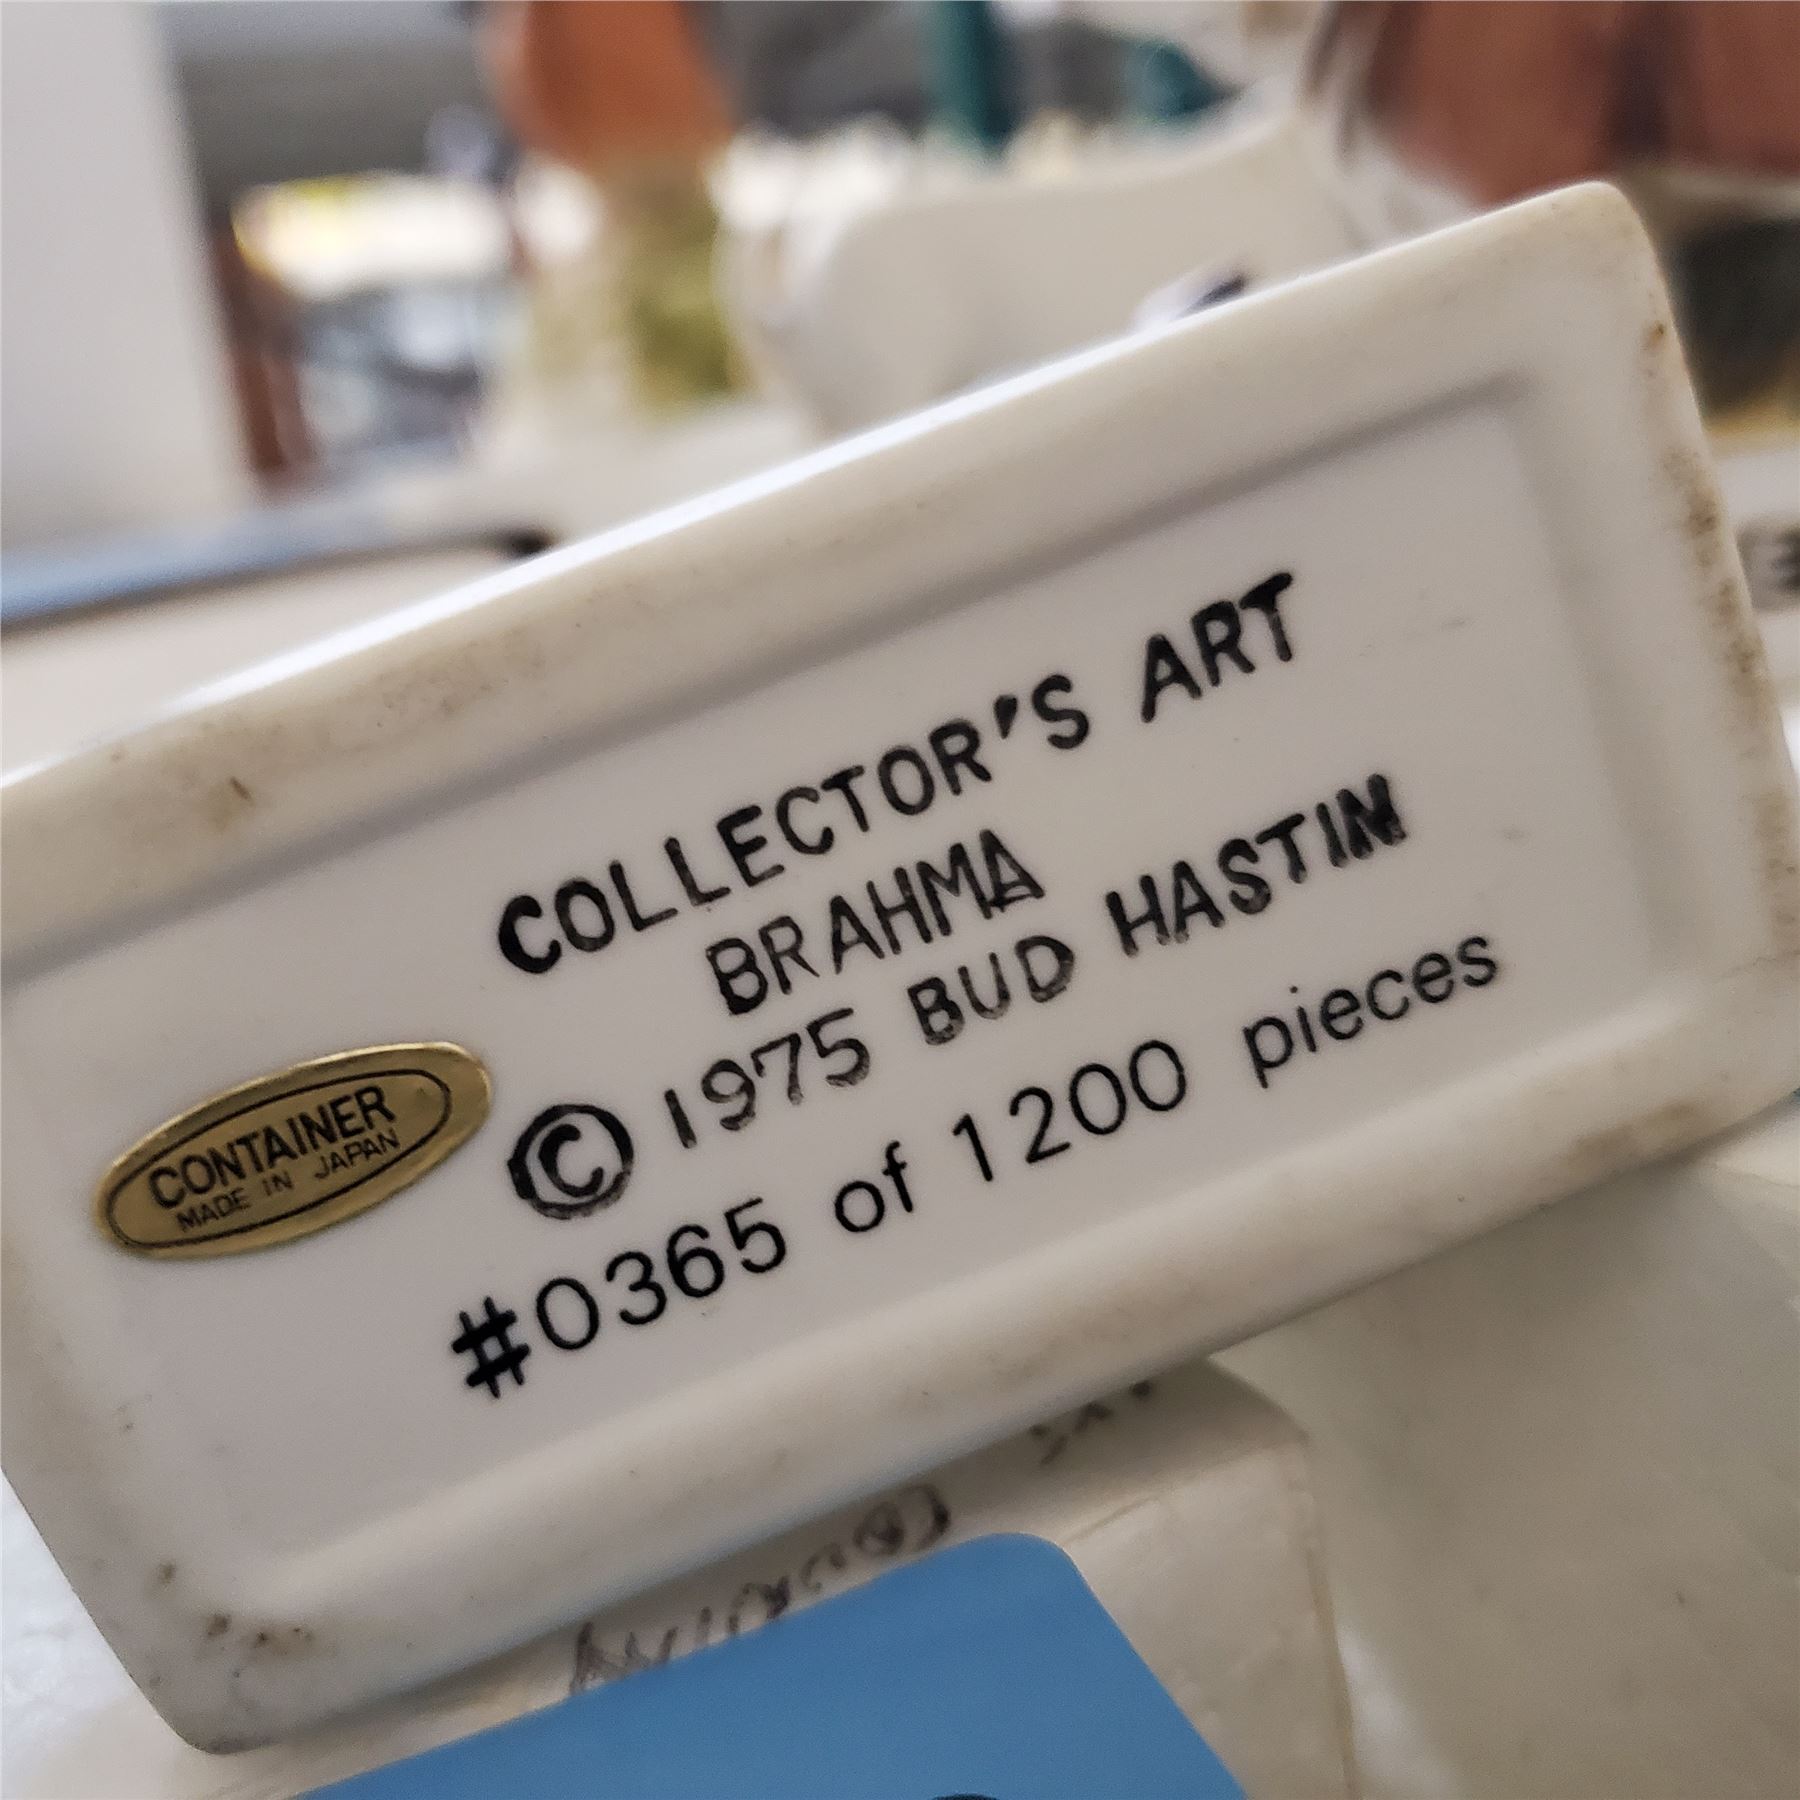 COLLECTOR'S ART
BRAHMA
© 1975 BUD HASTIN
#0365 of 1200 pieces
CONTAINER
MADE IN JAPAN